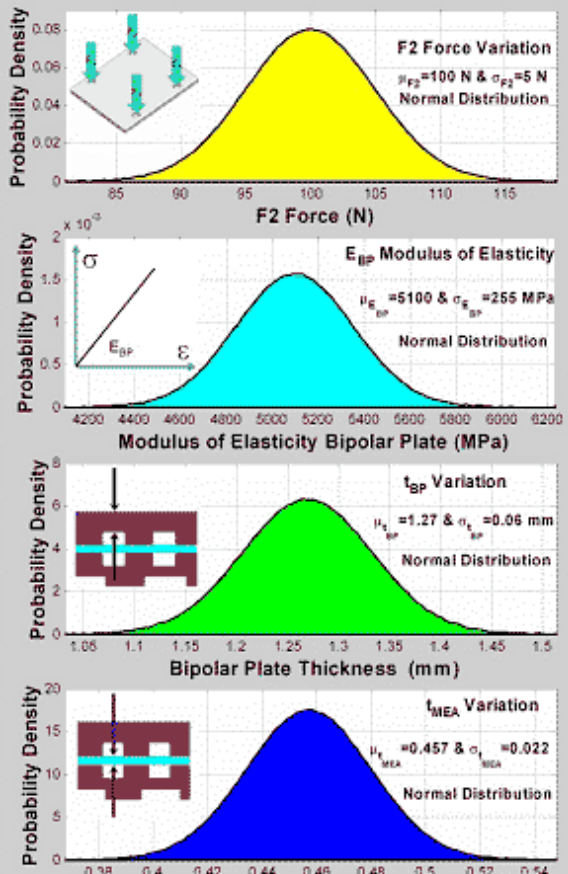 Probability Density
0.08
0.06
0.04
0.02
0
F2 Force Variation
μF2=100 N & σF2=5 N
Normal Distribution
85 90 95 100 105 110 115
F2 Force (N)
x 10⁻³
Probability Density
2
1.5
1
0.5
0
σ
EBP
ε
EBP Modulus of Elasticity
μEBP=5100 & σEBP=255 MPa
Normal Distribution
4200 4400 4600 4800 5000 5200 5400 5600 5800 6000 6200
Modulus of Elasticity Bipolar Plate (MPa)
Probability Density
8
6
4
2
0
tBP Variation
μtBP=1.27 & σtBP=0.06 mm
Normal Distribution
1.05 1.1 1.15 1.2 1.25 1.3 1.35 1.4 1.45 1.5
Bipolar Plate Thickness (mm)
Probability Density
20
15
10
5
0
tMEA Variation
μtMEA=0.457 & σtMEA=0.022
Normal Distribution
0.38 0.4 0.42 0.44 0.46 0.48 0.5 0.52 0.54